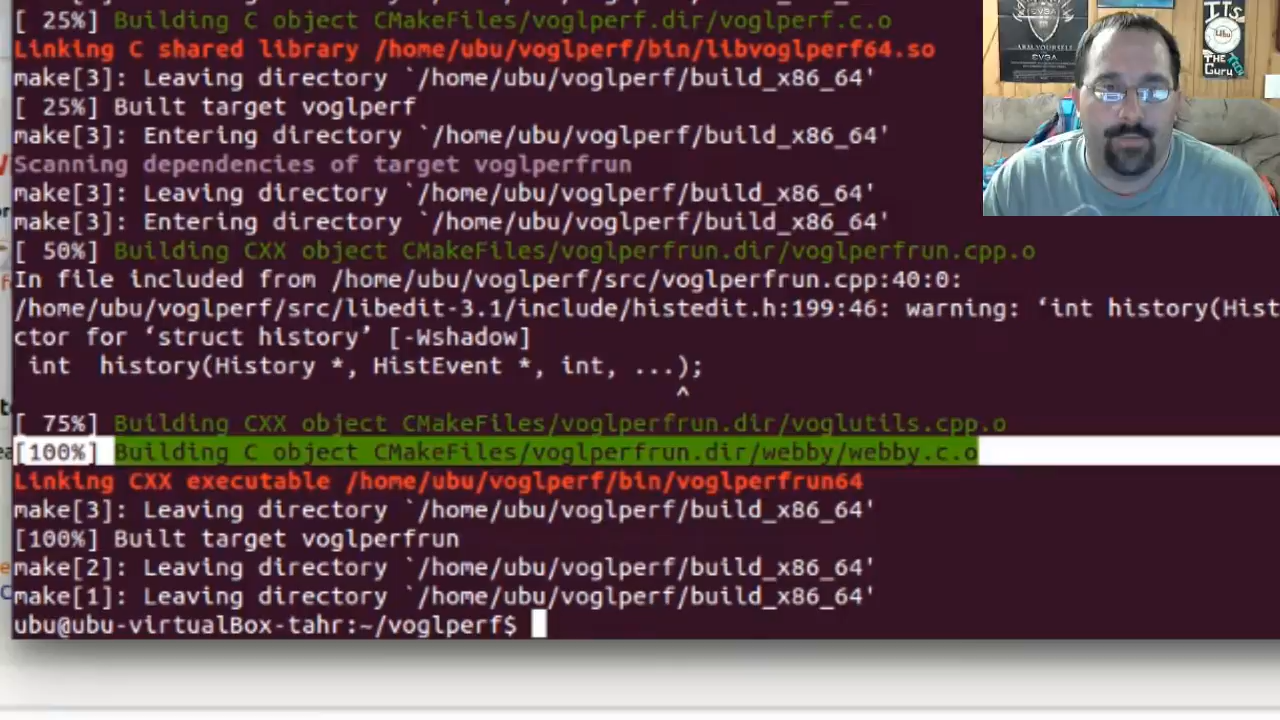 [ 25%] Building C object CMakeFiles/voglperf.dir/voglperf.c.o
Linking C shared library /home/ubu/voglperf/bin/libvoglperf64.so
make[3]: Leaving directory `/home/ubu/voglperf/build_x86_64'
[ 25%] Built target voglperf
make[3]: Entering directory `/home/ubu/voglperf/build_x86_64'
Scanning dependencies of target voglperfrun
make[3]: Leaving directory `/home/ubu/voglperf/build_x86_64'
make[3]: Entering directory `/home/ubu/voglperf/build_x86_64'
[ 50%] Building CXX object CMakeFiles/voglperfrun.dir/voglperfrun.cpp.o
In file included from /home/ubu/voglperf/src/voglperfrun.cpp:40:0:
/home/ubu/voglperf/src/libedit-3.1/include/histedit.h:199:46: warning: ‘int history(Hist
ctor for ‘struct history’ [-Wshadow]
int  history(History *, HistEvent *, int, ...);
^
[ 75%] Building CXX object CMakeFiles/voglperfrun.dir/voglutils.cpp.o
[100%] Building C object CMakeFiles/voglperfrun.dir/webby/webby.c.o
Linking CXX executable /home/ubu/voglperf/bin/voglperfrun64
make[3]: Leaving directory `/home/ubu/voglperf/build_x86_64'
[100%] Built target voglperfrun
make[2]: Leaving directory `/home/ubu/voglperf/build_x86_64'
make[1]: Leaving directory `/home/ubu/voglperf/build_x86_64'
ubu@ubu-virtualBox-tahr:~/voglperf$
EVGA
ARM YOURSELF
EVGA
IT'S
Ubu
THE
GURU